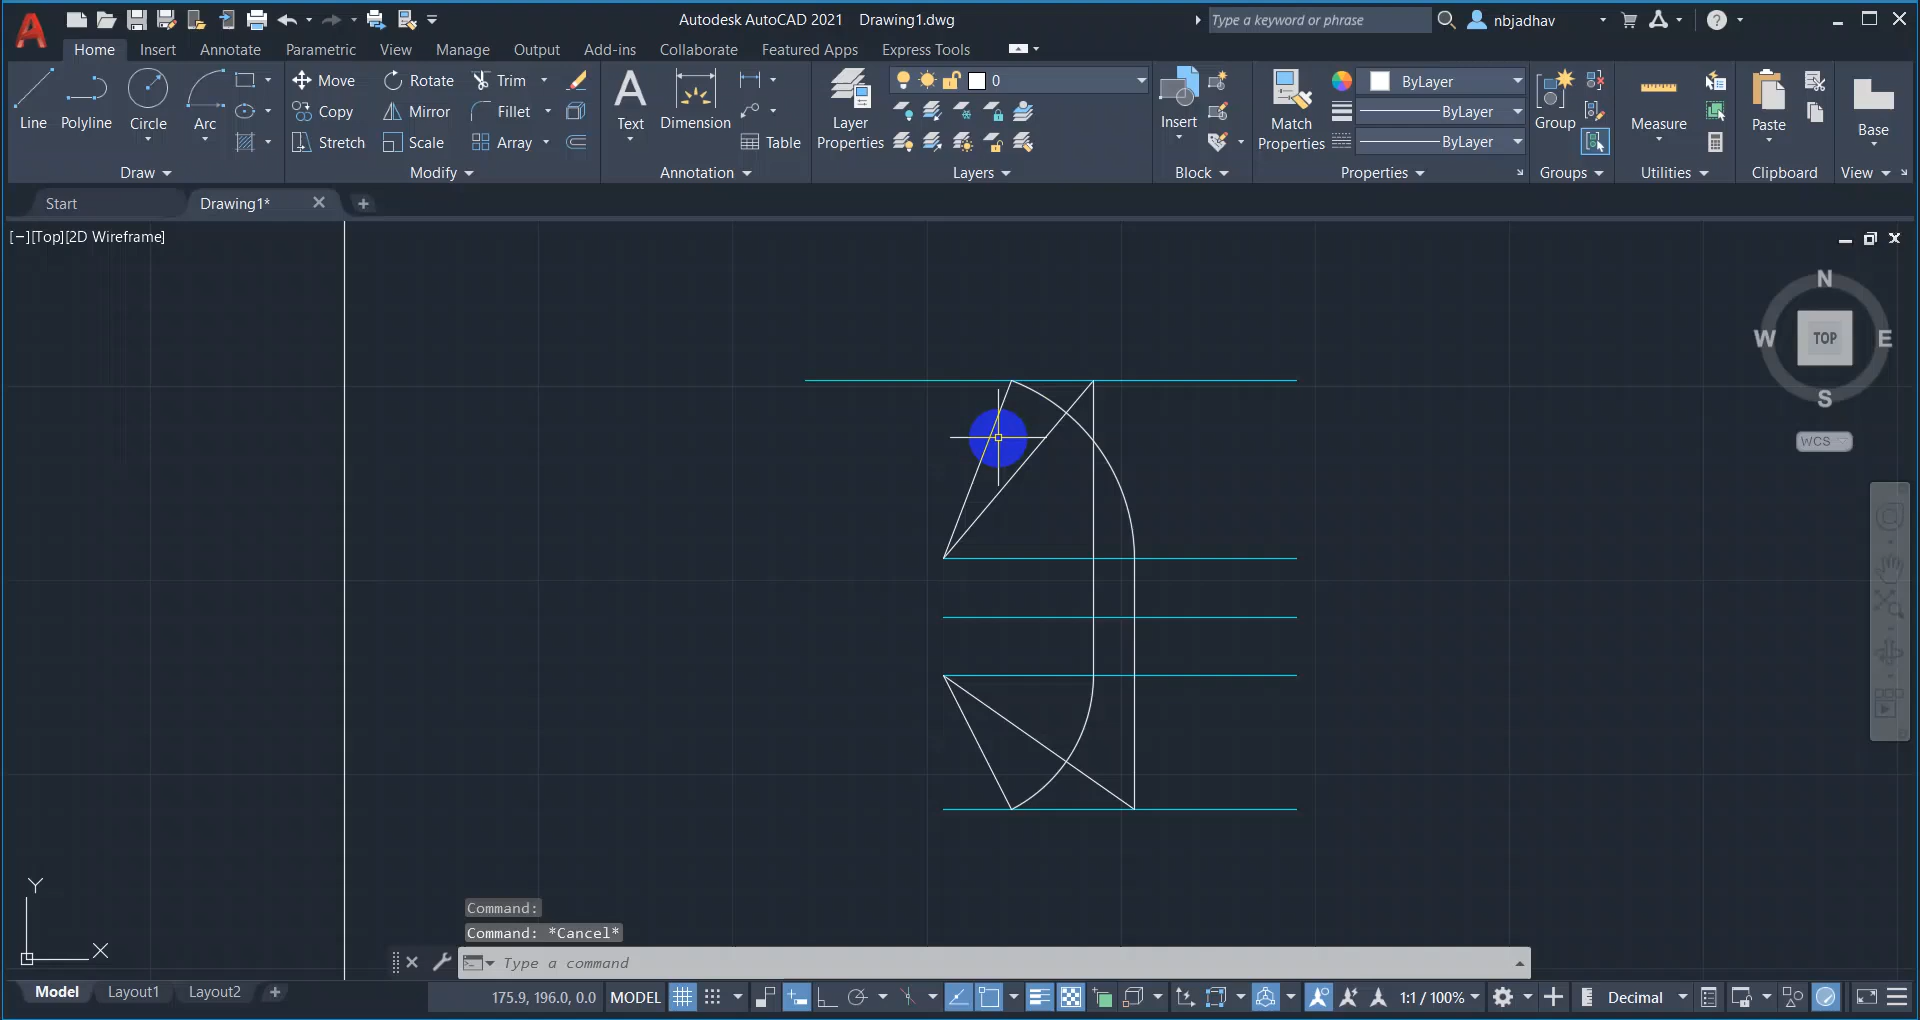 Autodesk AutoCAD 2021 Drawing1.dwg
Type a keyword or phrase
nbjadhav
Home Insert Annotate Parametric View Manage Output Add-ins Collaborate Featured Apps Express Tools
Line Polyline Circle Arc
Move Rotate Trim
Copy Mirror Fillet
Stretch Scale Array
Text Dimension Table
Layer Properties
0
Insert
Match Properties
ByLayer
ByLayer
ByLayer
Group
Measure
Paste
Base
Draw Modify Annotation Layers Block Properties Groups Utilities Clipboard View
Start Drawing1*
[−][Top][2D Wireframe]
N
W TOP E
S
WCS
Y
X
Command:
Command: *Cancel*
Type a command
Model Layout1 Layout2
175.9, 196.0, 0.0 MODEL 1:1 / 100% Decimal